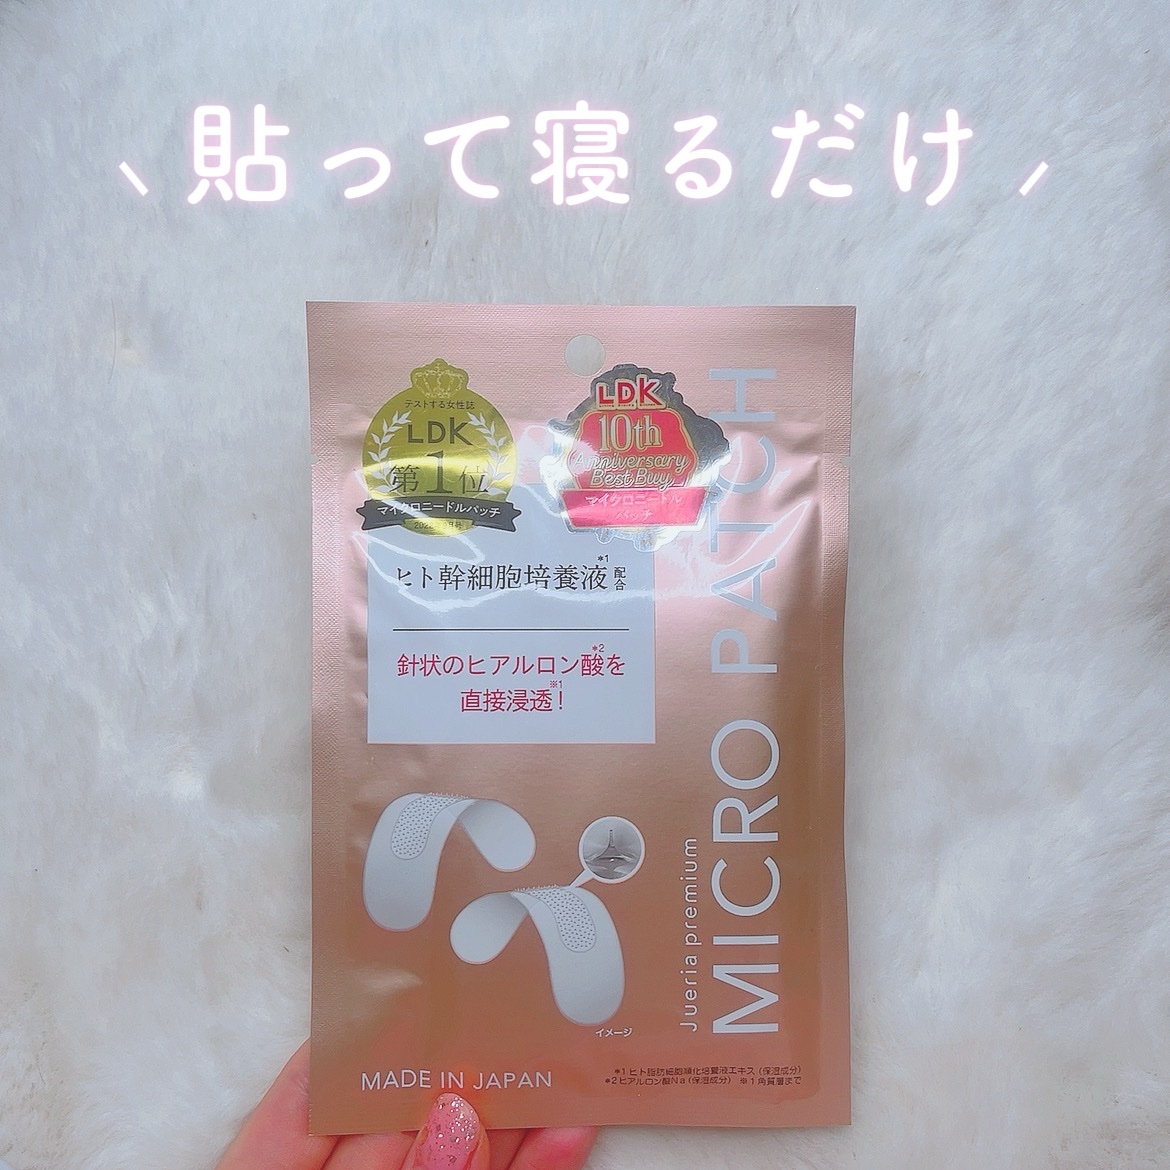 貼って寝るだけ
テストする女性誌
LDK
第1位
マイクロニードルパッチ
LDK
10th
Anniversary
Best Buy
マイクロニードル
パッチ
ヒト幹細胞培養液*1配合
針状のヒアルロン酸*2を
直接浸透※1!
イメージ
Jueria premium
MICRO PATCH
MADE IN JAPAN
*1 ヒト脂肪細胞順化培養液エキス（保湿成分）
*2 ヒアルロン酸Na（保湿成分） ※1 角質層まで